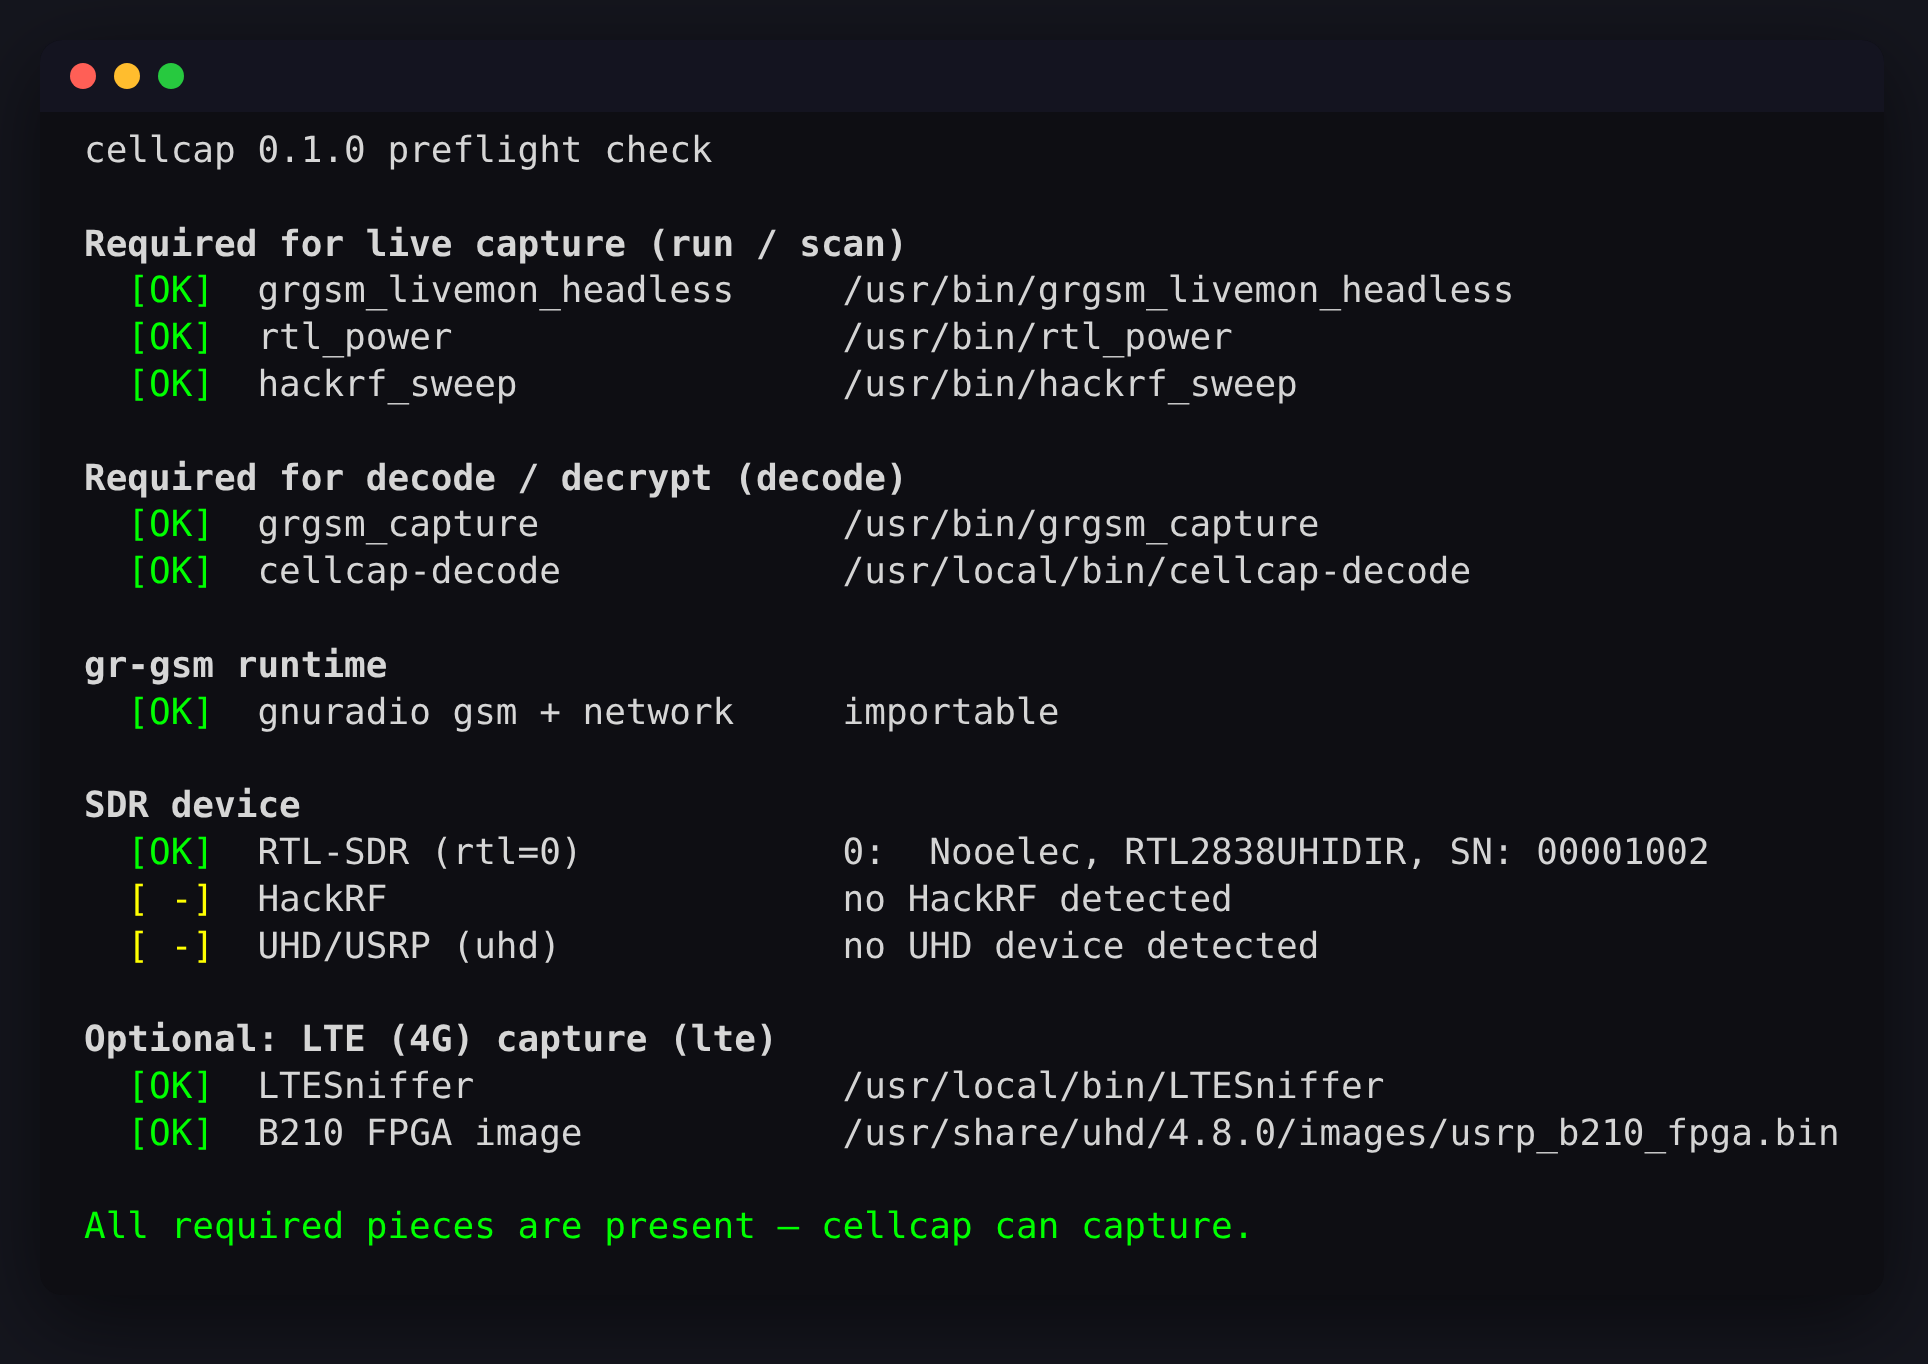 cellcap 0.1.0 preflight check
Required for live capture (run / scan)
[OK] grgsm_livemon_headless /usr/bin/grgsm_livemon_headless
[OK] rtl_power /usr/bin/rtl_power
[OK] hackrf_sweep /usr/bin/hackrf_sweep
Required for decode / decrypt (decode)
[OK] grgsm_capture /usr/bin/grgsm_capture
[OK] cellcap-decode /usr/local/bin/cellcap-decode
gr-gsm runtime
[OK] gnuradio gsm + network importable
SDR device
[OK] RTL-SDR (rtl=0) 0: Nooelec, RTL2838UHIDIR, SN: 00001002
[ -] HackRF no HackRF detected
[ -] UHD/USRP (uhd) no UHD device detected
Optional: LTE (4G) capture (lte)
[OK] LTESniffer /usr/local/bin/LTESniffer
[OK] B210 FPGA image /usr/share/uhd/4.8.0/images/usrp_b210_fpga.bin
All required pieces are present — cellcap can capture.